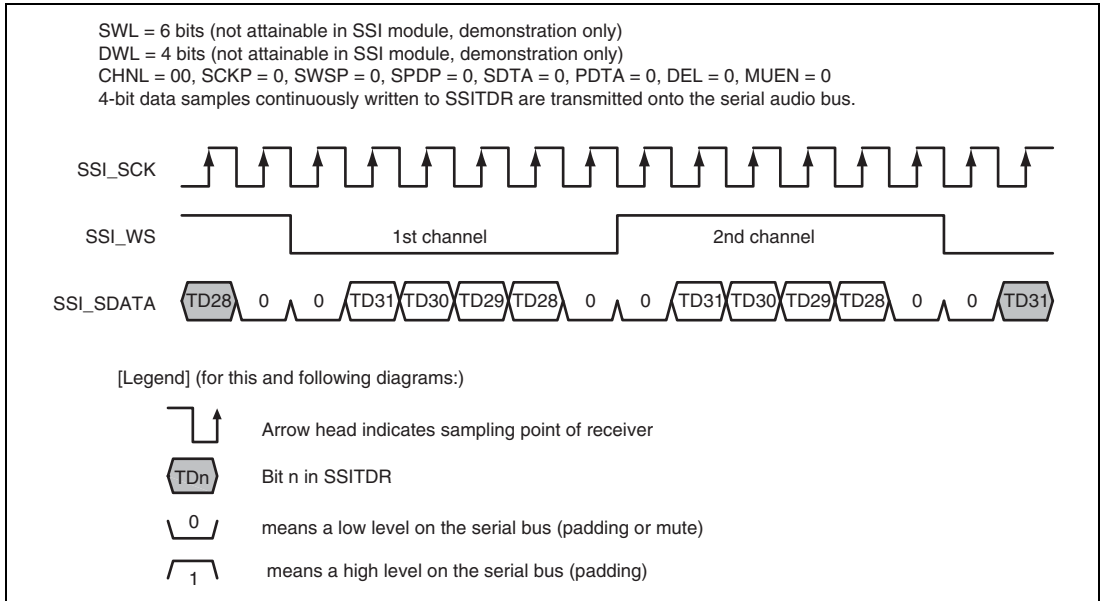 SWL = 6 bits (not attainable in SSI module, demonstration only)
DWL = 4 bits (not attainable in SSI module, demonstration only)
CHNL = 00, SCKP = 0, SWSP = 0, SPDP = 0, SDTA = 0, PDTA = 0, DEL = 0, MUEN = 0
4-bit data samples continuously written to SSITDR are transmitted onto the serial audio bus.
SSI_SCK
SSI_WS 1st channel 2nd channel
SSI_SDATA TD28 0 0 TD31 TD30 TD29 TD28 0 0 TD31 TD30 TD29 TD28 0 0 TD31
[Legend] (for this and following diagrams:)
Arrow head indicates sampling point of receiver
TDn Bit n in SSITDR
0 means a low level on the serial bus (padding or mute)
1 means a high level on the serial bus (padding)